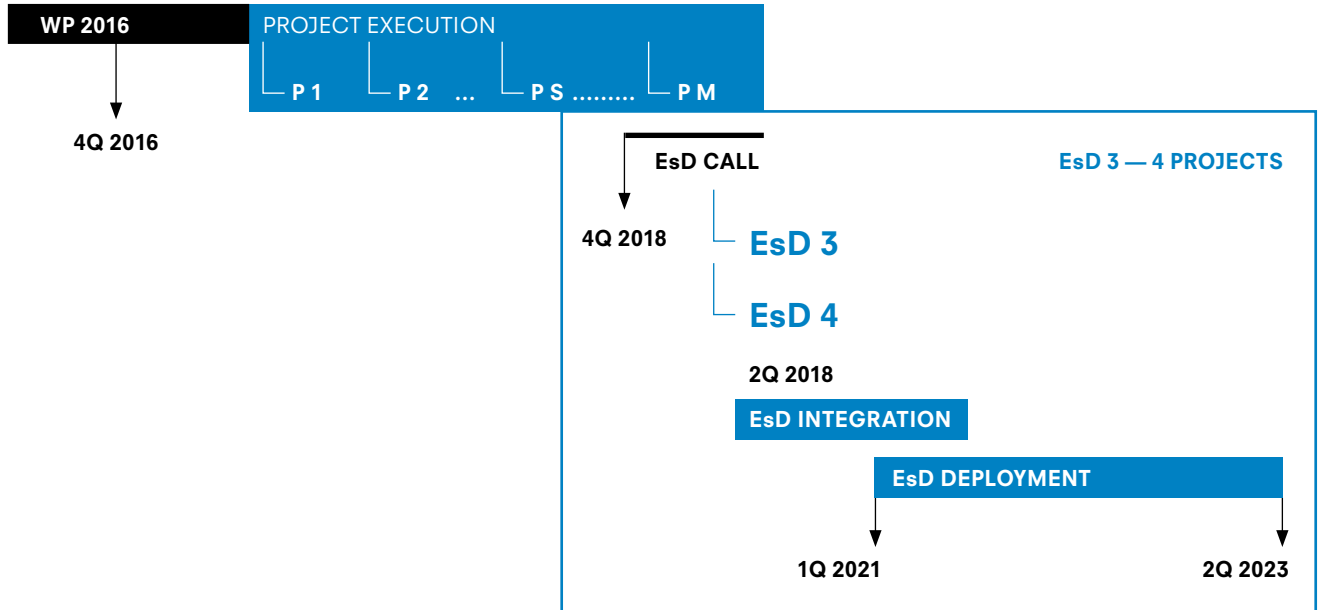 WP 2016
PROJECT EXECUTION
P 1 P 2 ... P S ......... P M
4Q 2016
EsD CALL
EsD 3 — 4 PROJECTS
4Q 2018
EsD 3
EsD 4
2Q 2018
EsD INTEGRATION
EsD DEPLOYMENT
1Q 2021
2Q 2023